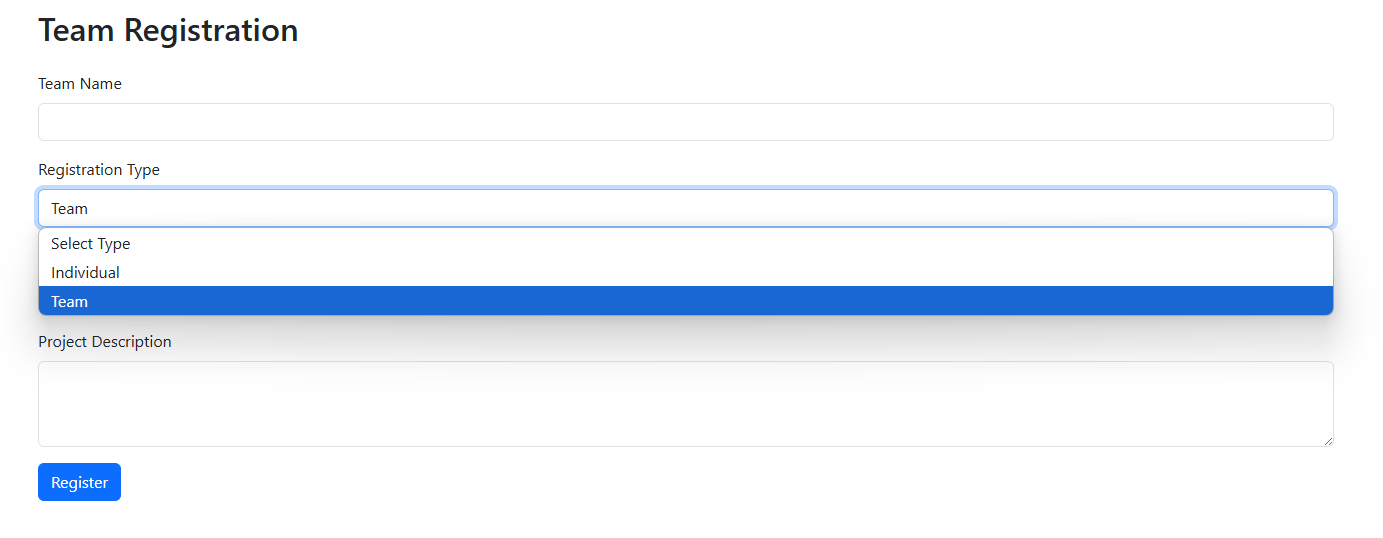 Team Registration
Team Name
Registration Type
Team
Select Type
Individual
Team
Project Description
Register